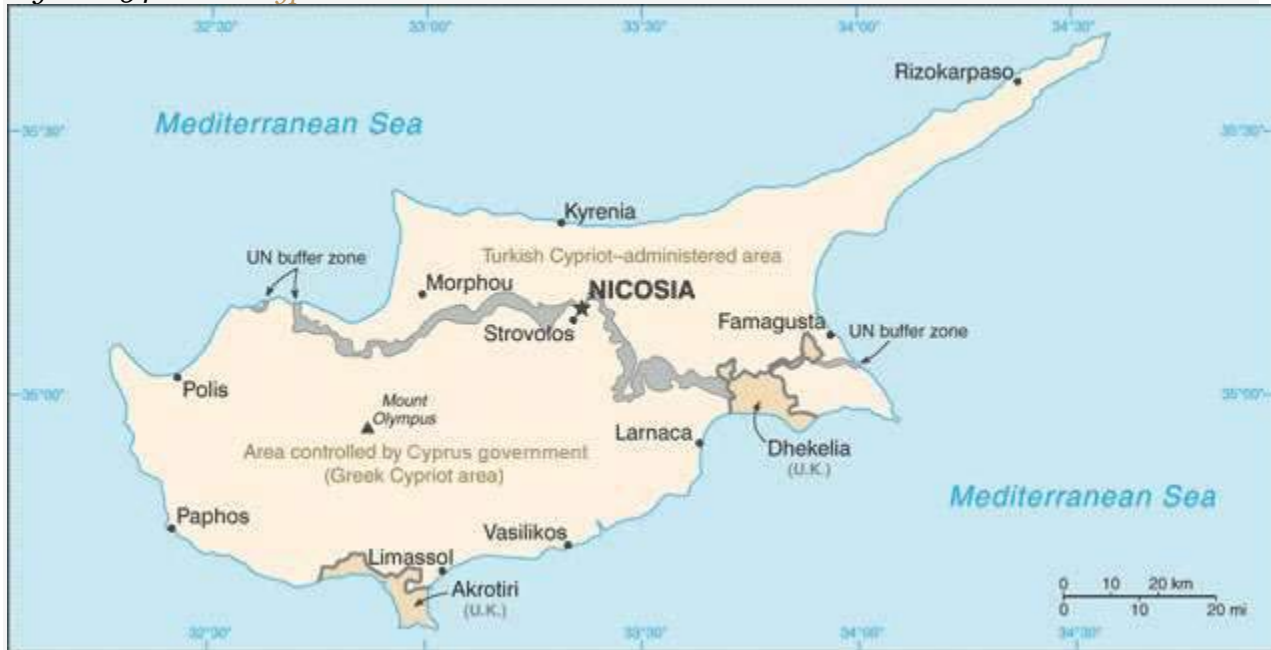 32°30"
33°00"
33°30"
34°00"
34°30"
Rizokarpaso
Mediterranean Sea
35°30"
35°30"
Kyrenia
Turkish Cypriot–administered area
UN buffer zone
Morphou
NICOSIA
Strovolos
Famagusta
UN buffer zone
Polis
35°00"
35°00"
Mount
Olympus
Larnaca
Dhekelia
(U.K.)
Area controlled by Cyprus government
(Greek Cypriot area)
Mediterranean Sea
Paphos
Vasilikos
Limassol
Akrotiri
(U.K.)
0 10 20 km
0 10 20 mi
32°30"
33°30"
34°00"
34°30"